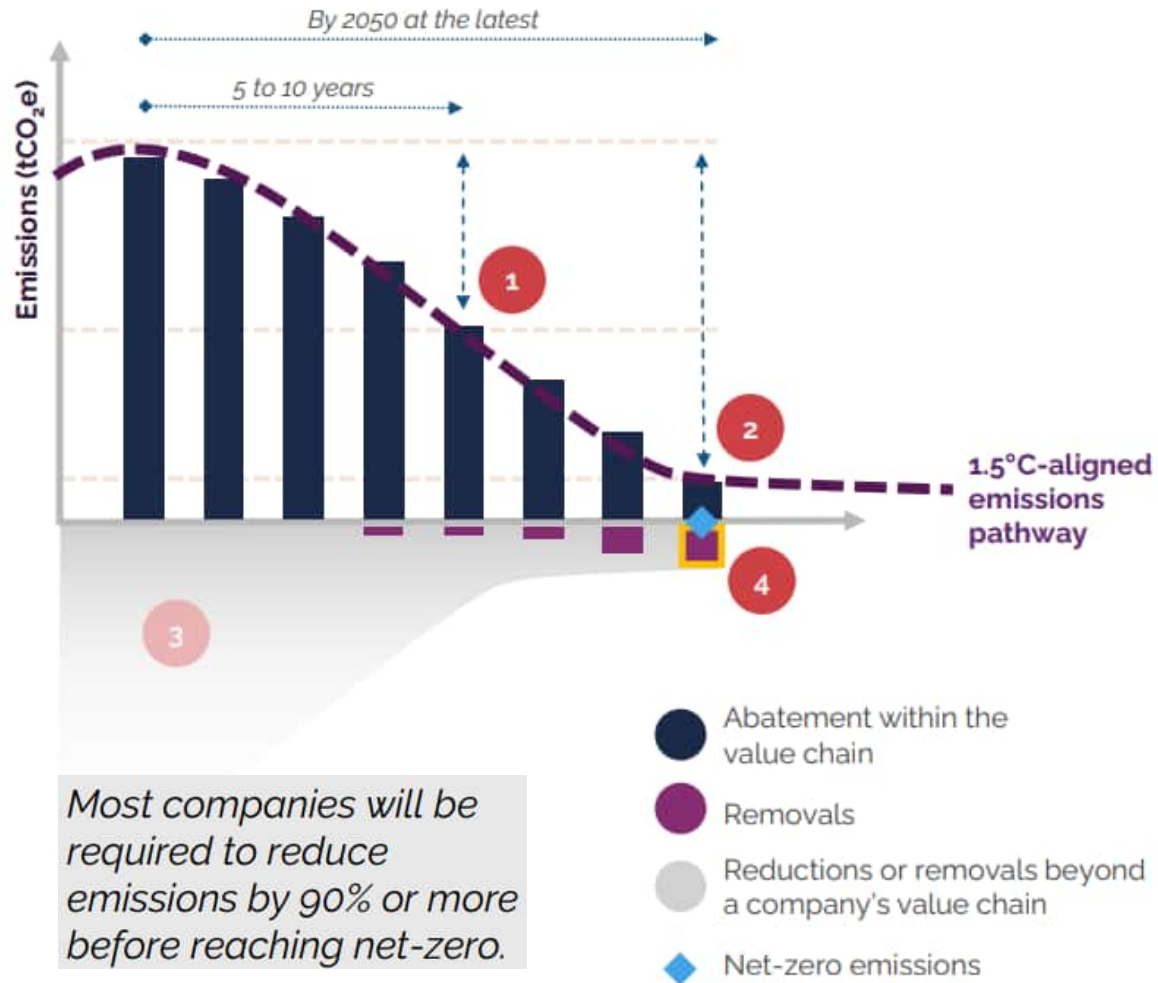 By 2050 at the latest
5 to 10 years
Emissions (tCO₂e)
1
2
1.5°C-aligned
emissions
pathway
4
3
Abatement within the
value chain
Removals
Reductions or removals beyond
a company's value chain
Net-zero emissions
Most companies will be
required to reduce
emissions by 90% or more
before reaching net-zero.